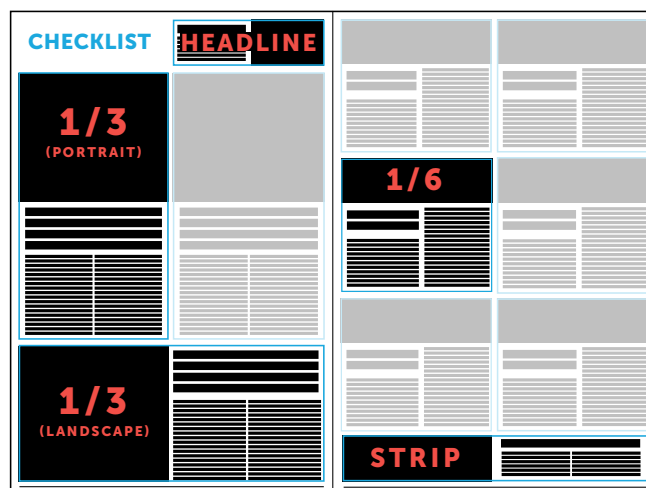 CHECKLIST
HEADLINE
1/3
(PORTRAIT)
1/3
(LANDSCAPE)
1/6
STRIP